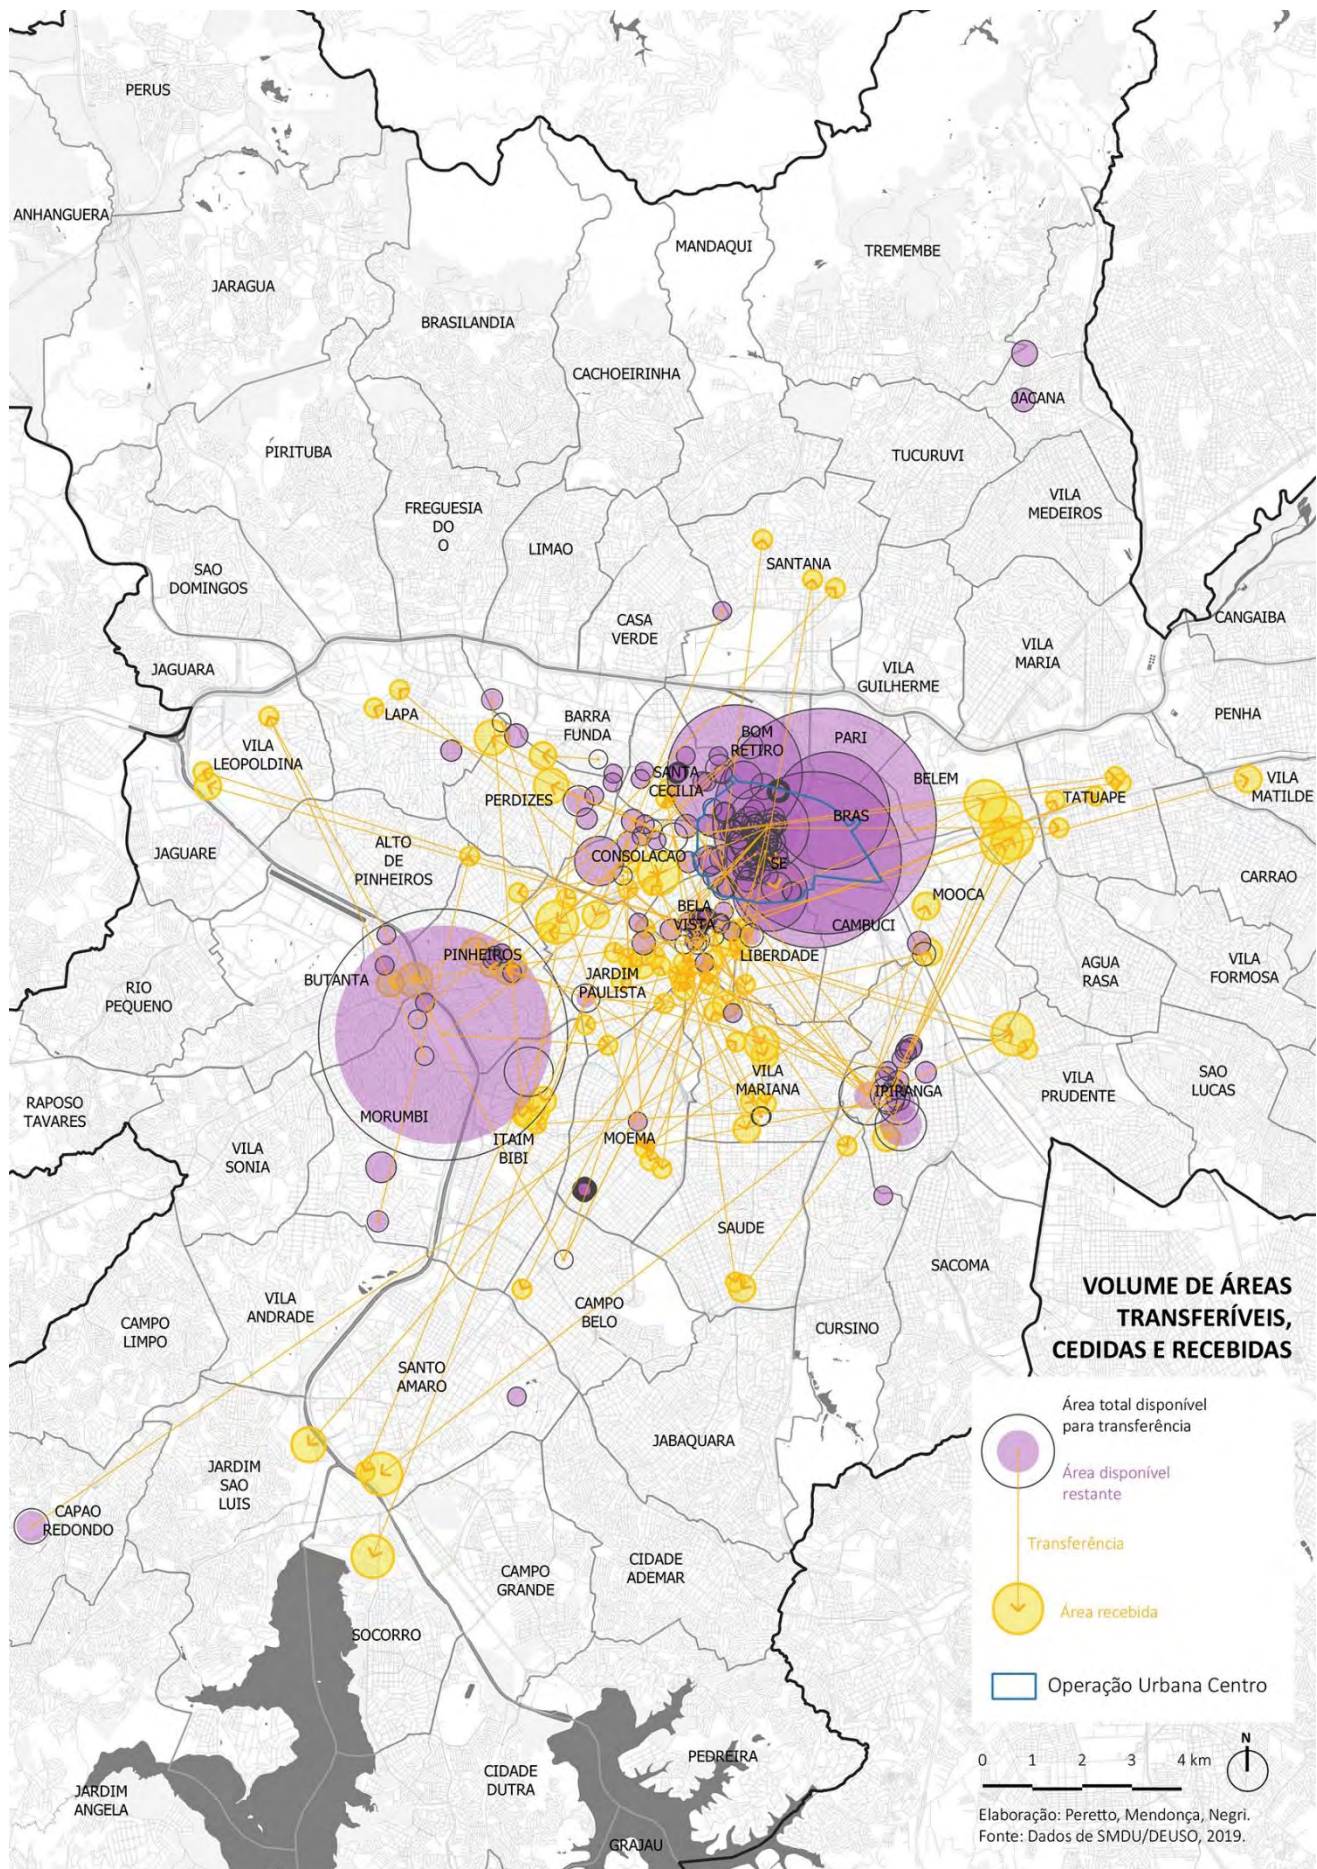 PERUS
ANHANGUERA
JARAGUA
BRASILANDIA
MANDAQUI
TREMEMBE
CACHOEIRINHA
JAÇANA
PIRITUBA
TUCURUVI
FREGUESIA
DO
O
LIMAO
VILA
MEDEIROS
SAO
DOMINGOS
SANTANA
CASA
VERDE
CANGAIBA
JAGUARA
VILA
GUILHERME
VILA
MARIA
PENHA
LAPA
BARRA
FUNDA
BOM
RETIRO
PARI
VILA
LEOPOLDINA
SANTA
CECILIA
BELEM
PERDIZES
TATUAPE
VILA
MATILDE
BRAS
JAGUARE
ALTO
DE
PINHEIROS
CONSOLACAO
SE
CARRAO
MOOCA
BELA
VISTA
CAMBUCI
PINHEIROS
LIBERDADE
BUTANTA
RIO
PEQUENO
JARDIM
PAULISTA
AGUA
RASA
VILA
FORMOSA
VILA
MARIANA
IPIRANGA
VILA
PRUDENTE
SAO
LUCAS
RAPOSO
TAVARES
MORUMBI
ITAIM
BIBI
MOEMA
VILA
SONIA
SAUDE
SACOMA
VILA
ANDRADE
CAMPO
BELO
CAMPO
LIMPO
CURSINO
SANTO
AMARO
JABAQUARA
JARDIM
SAO
LUIS
CAPAO
REDONDO
CAMPO
GRANDE
CIDADE
ADEMAR
SOCORRO
PEDREIRA
CIDADE
DUTRA
JARDIM
ANGELA
GRAJAU
VOLUME DE ÁREAS
TRANSFERÍVEIS,
CEDIDAS E RECEBIDAS
Área total disponível
para transferência
Área disponível
restante
Transferência
Área recebida
Operação Urbana Centro
N
0 1 2 3 4 km
Elaboração: Peretto, Mendonça, Negri.
Fonte: Dados de SMDU/DEUSO, 2019.